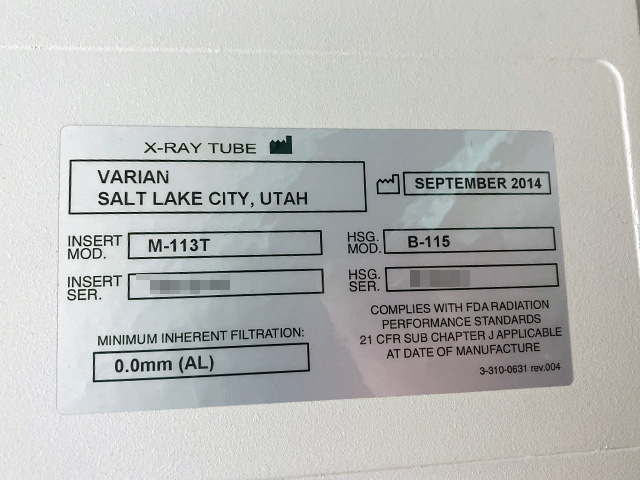 X-RAY TUBE
VARIAN
SALT LAKE CITY, UTAH
SEPTEMBER 2014
INSERT MOD.
M-113T
HSG. MOD.
B-115
INSERT SER.
HSG. SER.
MINIMUM INHERENT FILTRATION:
0.0mm (AL)
COMPLIES WITH FDA RADIATION
PERFORMANCE STANDARDS
21 CFR SUB CHAPTER J APPLICABLE
AT DATE OF MANUFACTURE
3-310-0631 rev.004